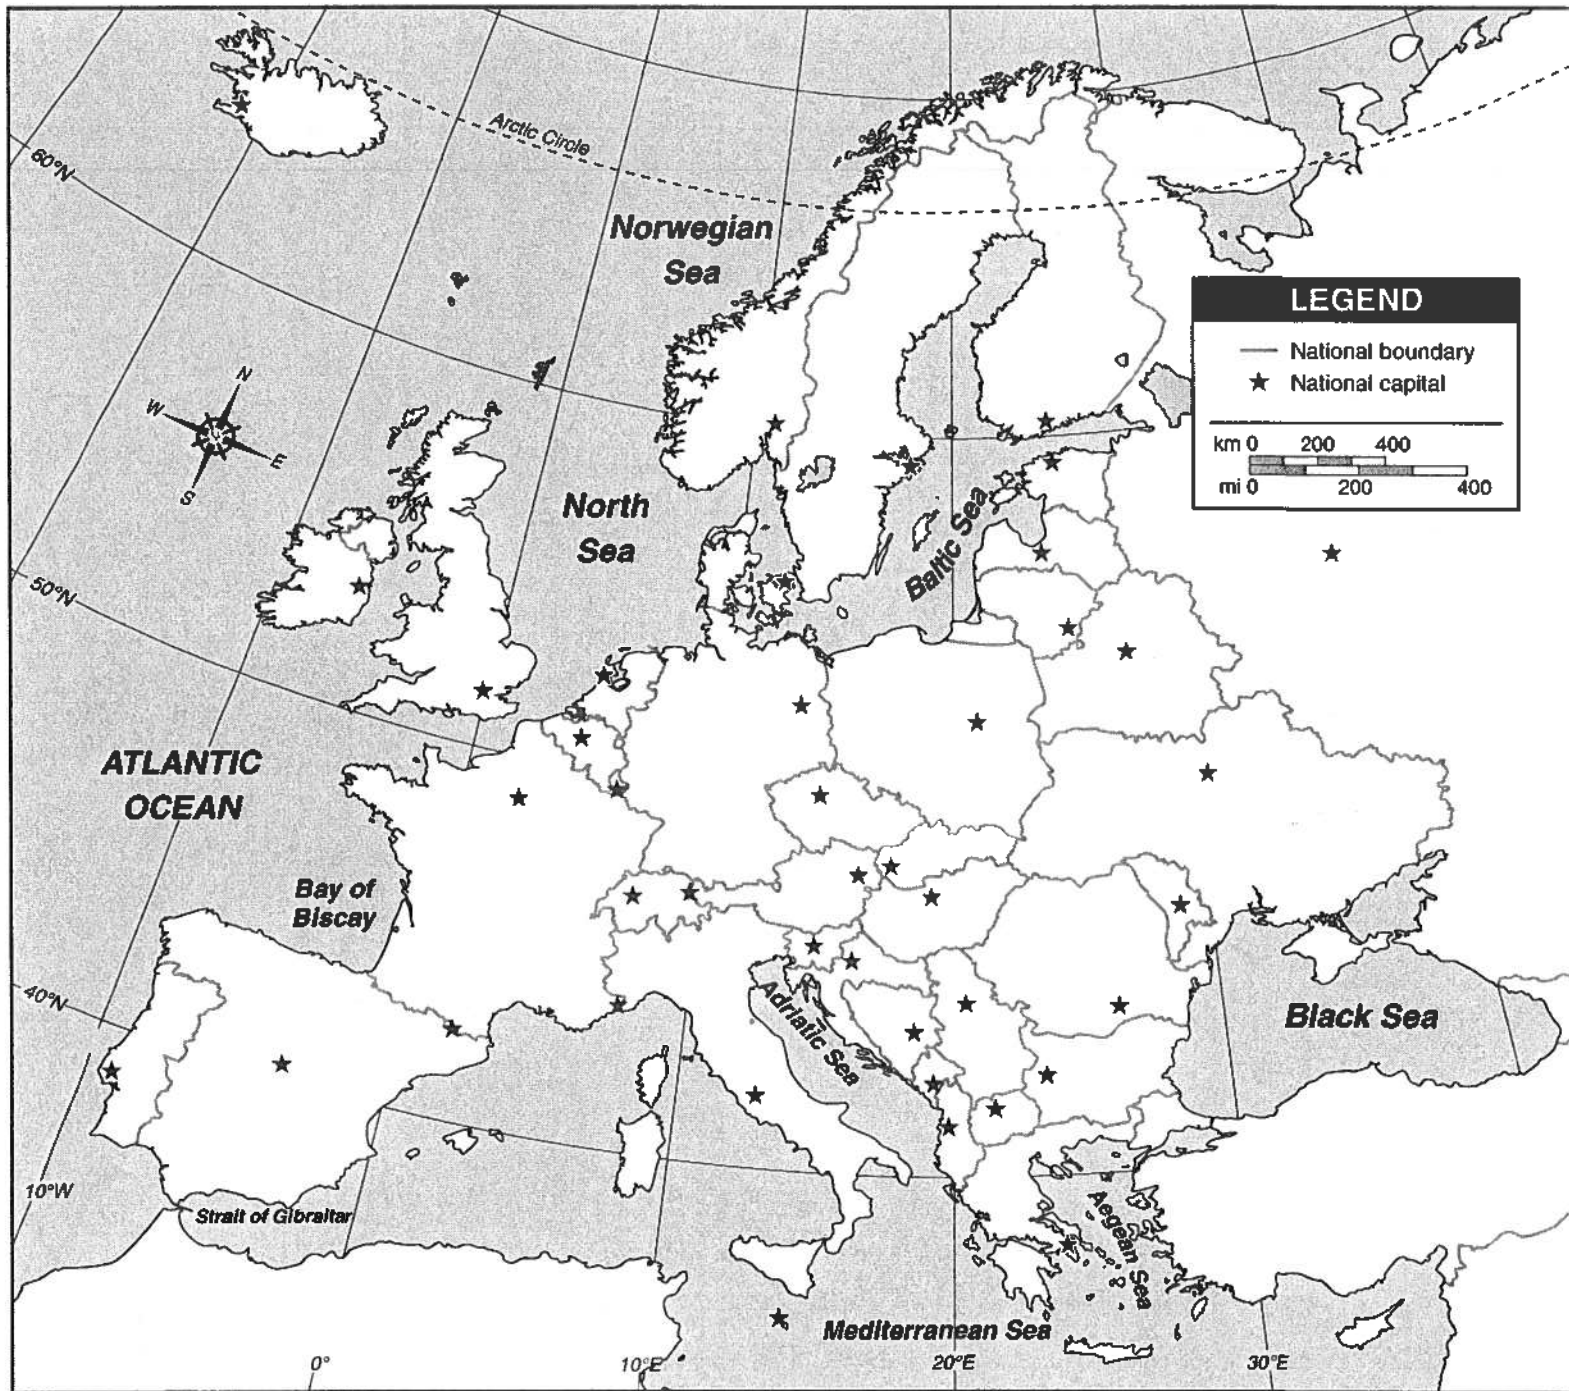 Arctic Circle
60°N
Norwegian
Sea
LEGEND
National boundary
National capital
km 0 200 400
mi 0 200 400
N
W
E
S
North
Sea
Baltic Sea
50°N
ATLANTIC
OCEAN
Bay of
Biscay
40°N
Adriatic Sea
Black Sea
10°W
Strait of Gibraltar
Aegean Sea
Mediterranean Sea
0°
10°E
20°E
30°E